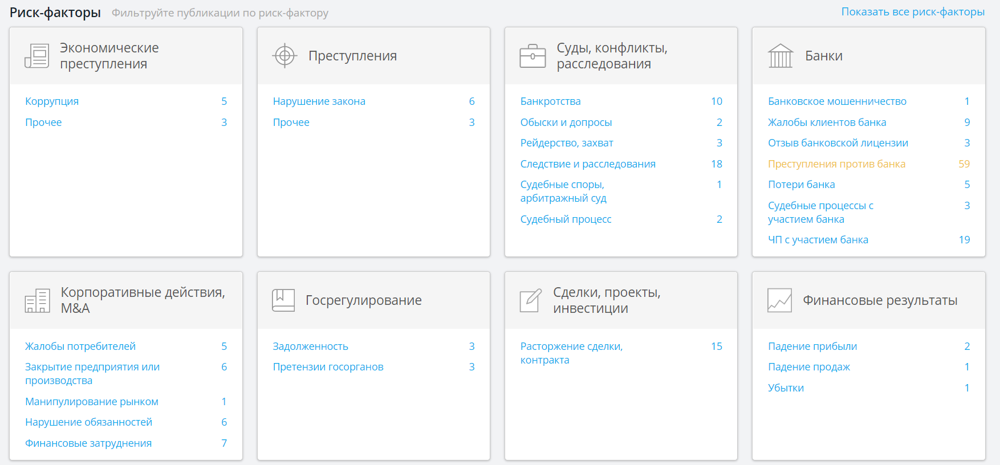 Риск-факторы Фильтруйте публикации по риск-фактору Показать все риск-факторы
Экономические
преступления
Коррупция 5
Прочее 3
Преступления
Нарушение закона 6
Прочее 3
Суды, конфликты,
расследования
Банкротства 10
Обыски и допросы 2
Рейдерство, захват 3
Следствие и расследования 18
Судебные споры, 1
арбитражный суд
Судебный процесс 2
Банки
Банковское мошенничество 1
Жалобы клиентов банка 9
Отзыв банковской лицензии 3
Преступления против банка 59
Потери банка 5
Судебные процессы с 3
участием банка
ЧП с участием банка 19
Корпоративные действия,
M&A
Жалобы потребителей 5
Закрытие предприятия или 6
производства
Манипулирование рынком 1
Нарушение обязанностей 6
Финансовые затруднения 7
Госрегулирование
Задолженность 3
Претензии госорганов 3
Сделки, проекты,
инвестиции
Расторжение сделки, 15
контракта
Финансовые результаты
Падение прибыли 2
Падение продаж 1
Убытки 1